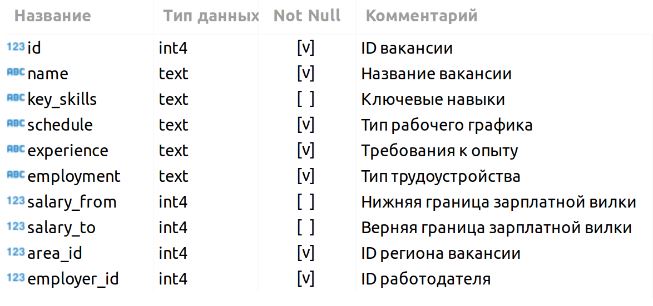 Название Тип данных Not Null Комментарий
123 id int4 [v] ID вакансии
ABC name text [v] Название вакансии
ABC key_skills text [ ] Ключевые навыки
ABC schedule text [v] Тип рабочего графика
ABC experience text [v] Требования к опыту
ABC employment text [v] Тип трудоустройства
123 salary_from int4 [ ] Нижняя граница зарплатной вилки
123 salary_to int4 [ ] Верняя граница зарплатной вилки
123 area_id int4 [v] ID региона вакансии
123 employer_id int4 [v] ID работодателя